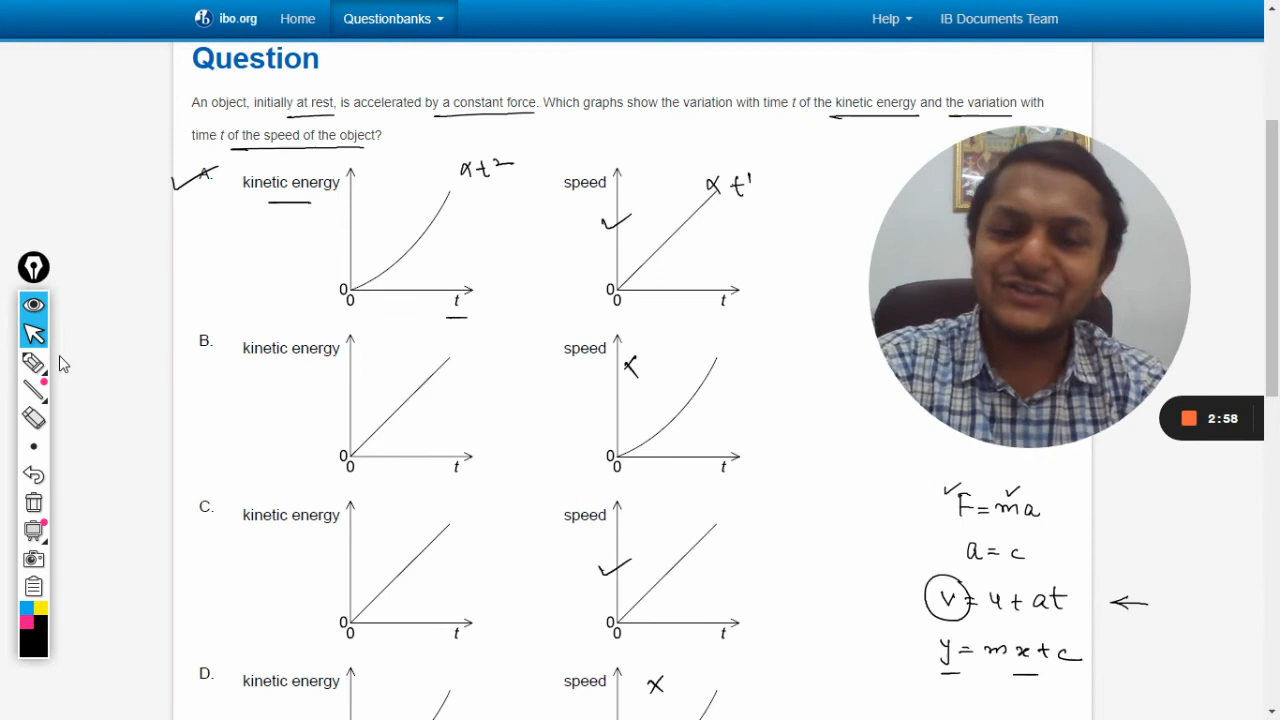 ibo.org Home Questionbanks Help IB Documents Team
Question
An object, initially at rest, is accelerated by a constant force. Which graphs show the variation with time t of the kinetic energy and the variation with
time t of the speed of the object?
A. kinetic energy αt² speed α t¹
0 0
0 t 0 t
B. kinetic energy speed
0 0
0 t 0 t
2:58
C. kinetic energy speed
0 0
0 t 0 t
F = ma
a = c
v = u + at
y = mx + c
D. kinetic energy speed